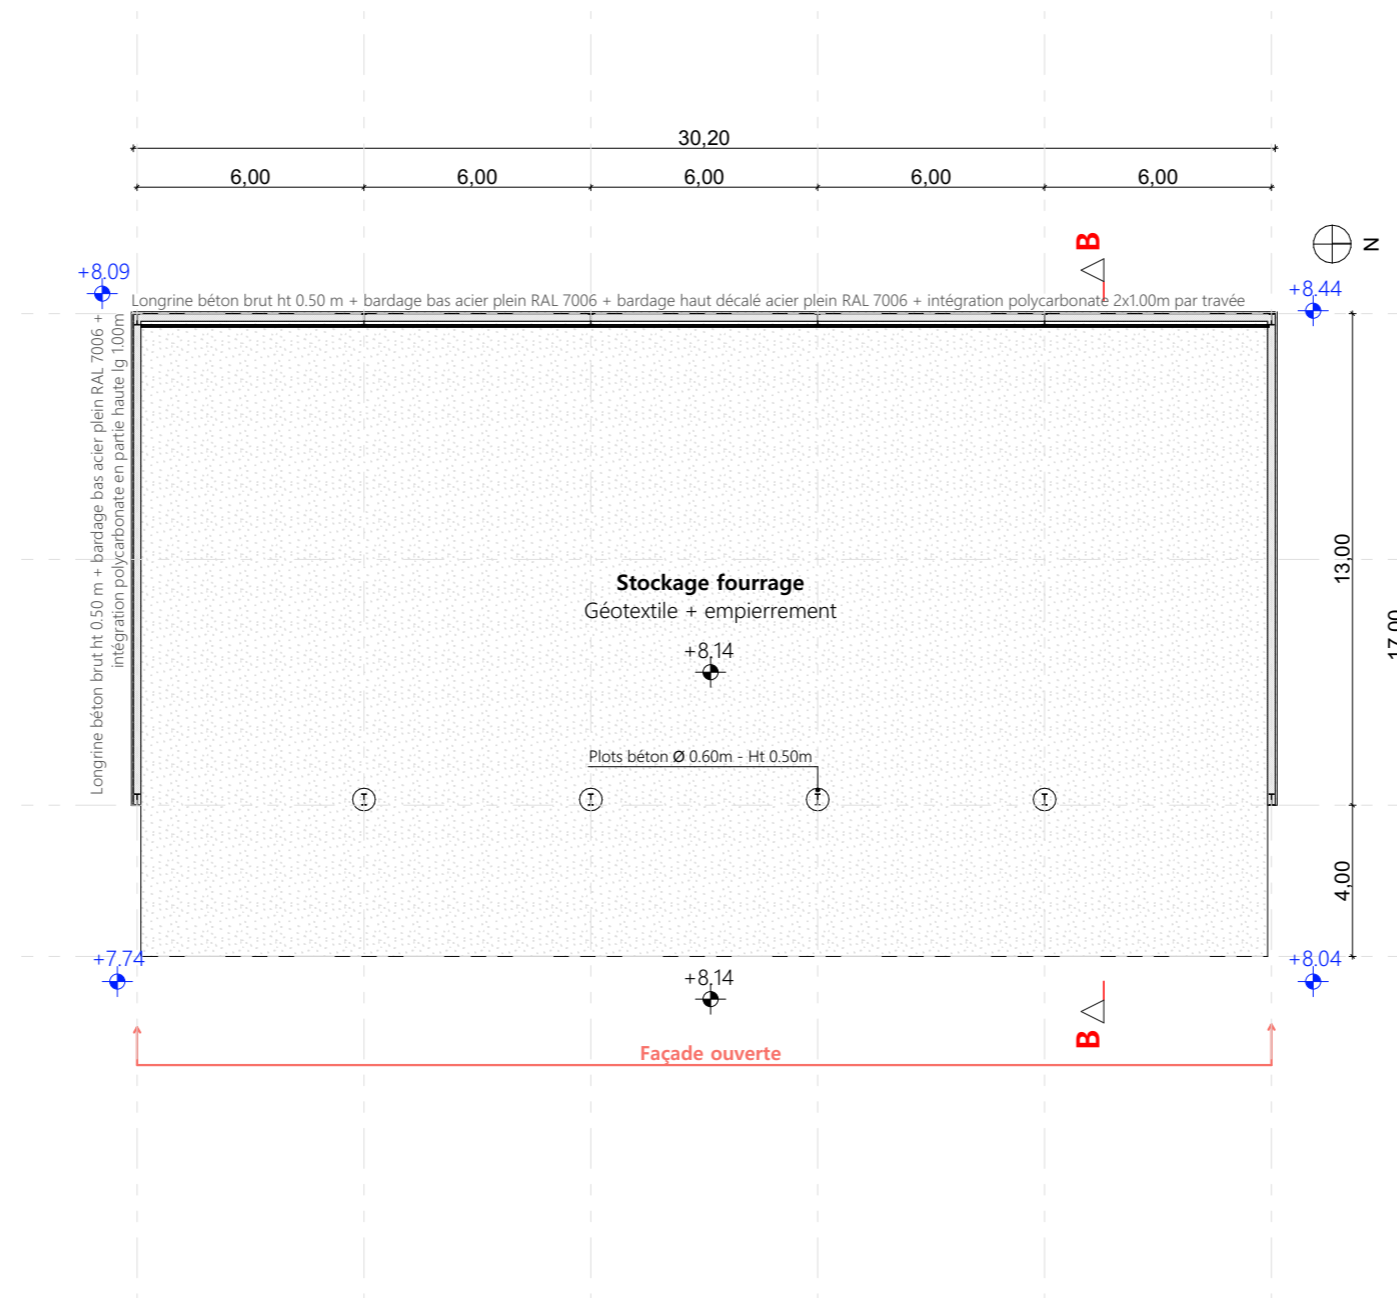 30,20
6,00
6,00
6,00
6,00
6,00
B
N
+8.09
+8.44
Longrine béton brut ht 0.50 m + bardage bas acier plein RAL 7006 + bardage haut décalé acier plein RAL 7006 + intégration polycarbonate 2x1.00m par travée
Longrine béton brut ht 0.50 m + bardage bas acier plein RAL 7006 +
intégration polycarbonate en partie haute lg 1.00m
13,00
17,00
Stockage fourrage
Géotextile + empierrement
+8.14
Plots béton Ø 0.60m - Ht 0.50m
4,00
+7.74
+8.14
+8.04
B
Façade ouverte